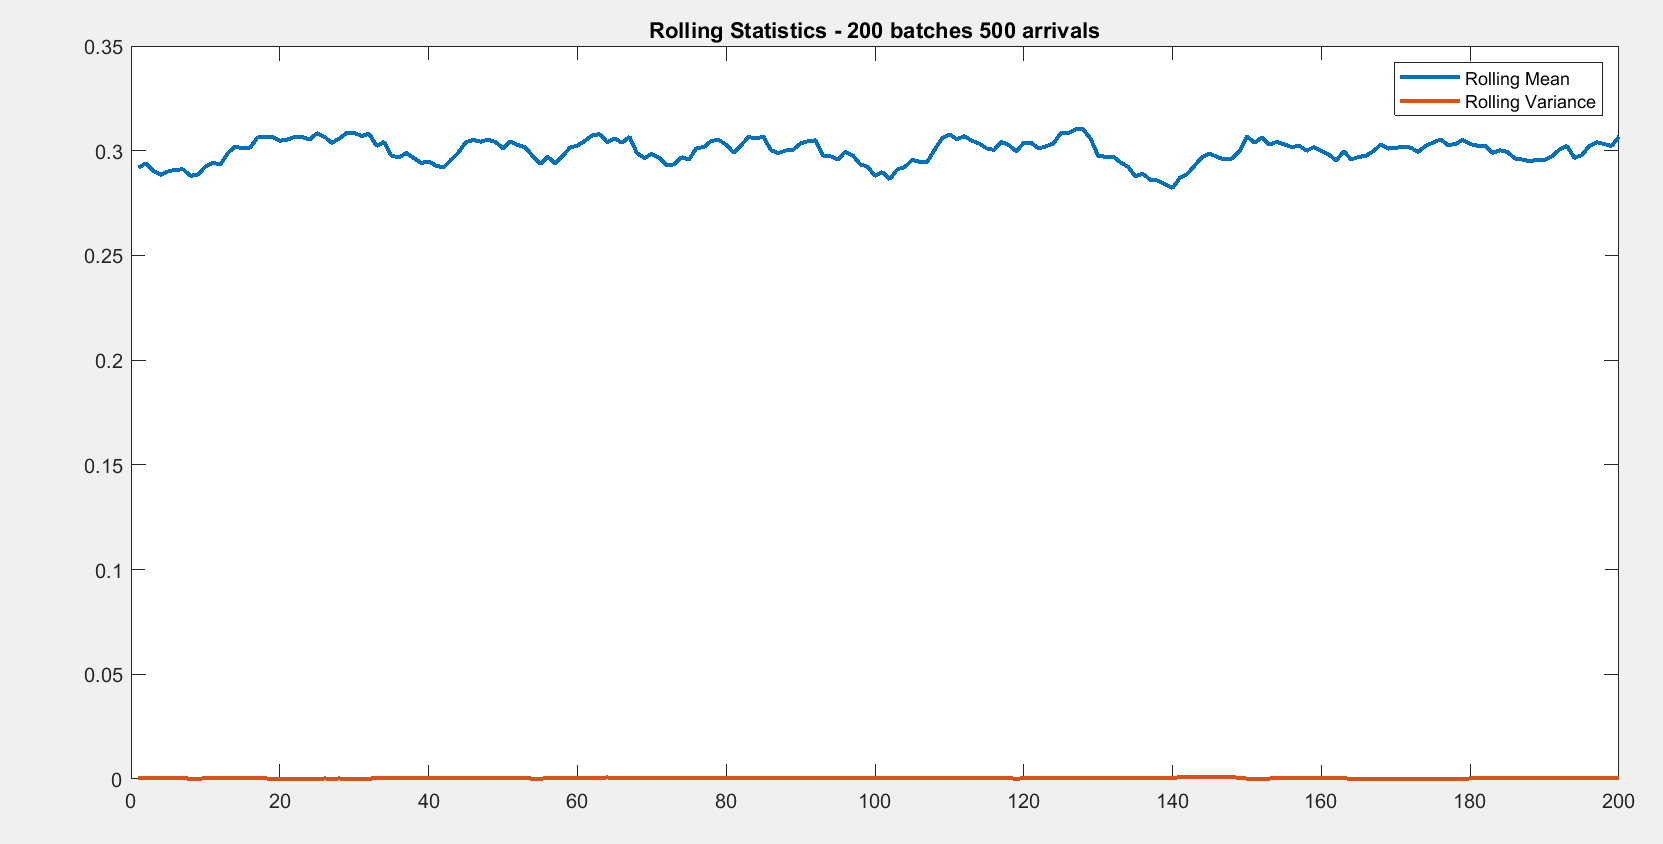 Rolling Statistics - 200 batches 500 arrivals
0.35
0.3
0.25
0.2
0.15
0.1
0.05
0
Rolling Mean
Rolling Variance
0 20 40 60 80 100 120 140 160 180 200